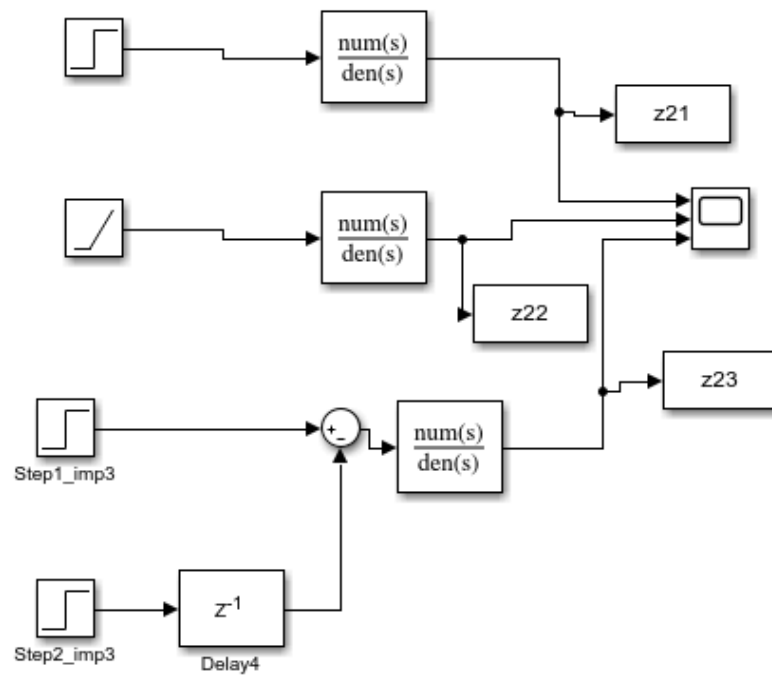 num(s)
den(s)
z21
num(s)
den(s)
z22
z23
Step1_imp3
+
-
num(s)
den(s)
Step2_imp3
z-1
Delay4